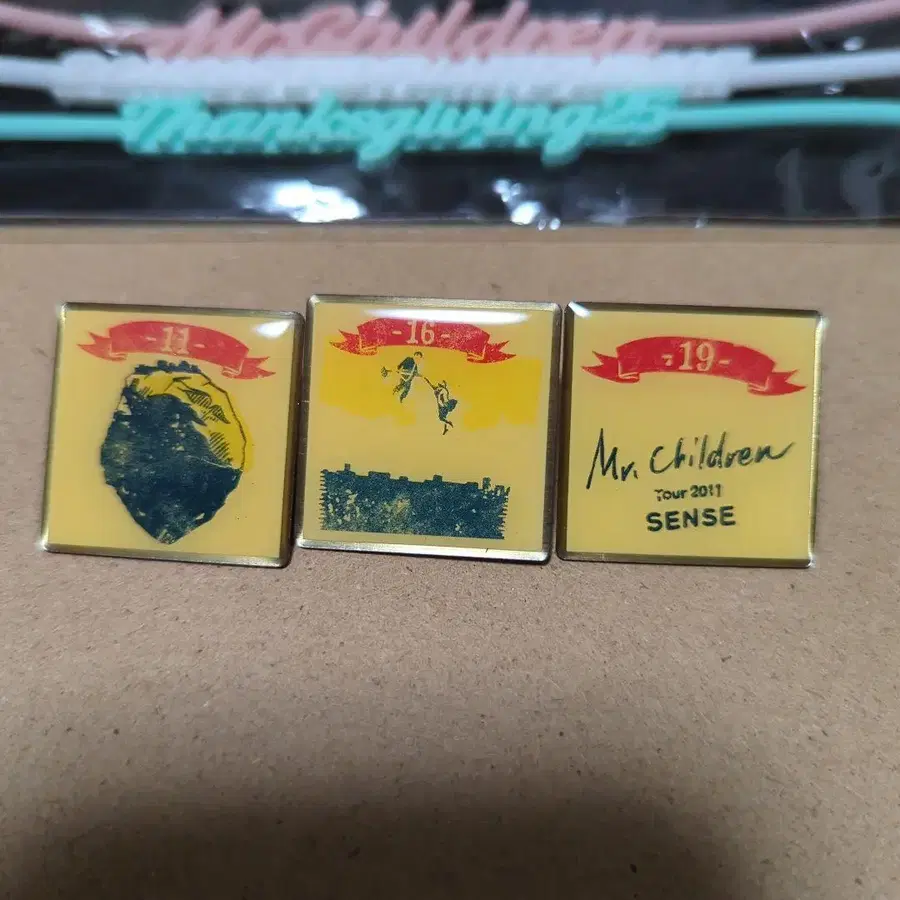 Mr.Children
Thanksgiving25
-11-
-16-
-19-
Mr. Children
Tour 2011
SENSE